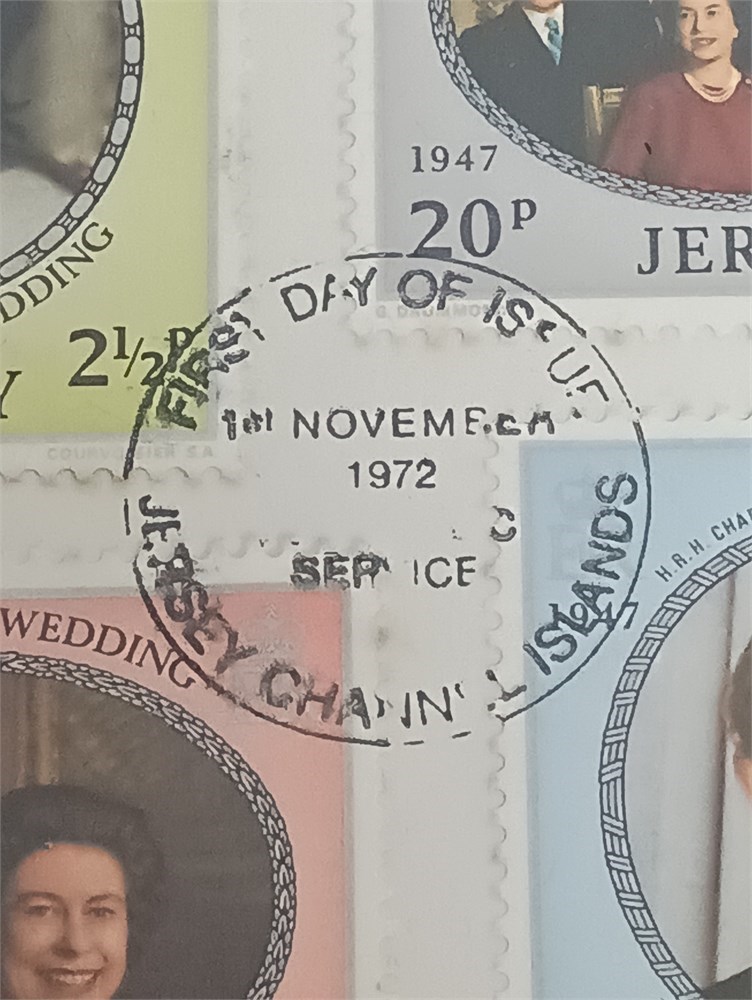 1947
20P
JER
DDING
2½P
Y
COURVOISIER S.A.
FIRST DAY OF ISSUE
1st NOVEMBER
1972
SERVICE
JERSEY CHANNEL ISLANDS
WEDDING
H.R.H. CHA